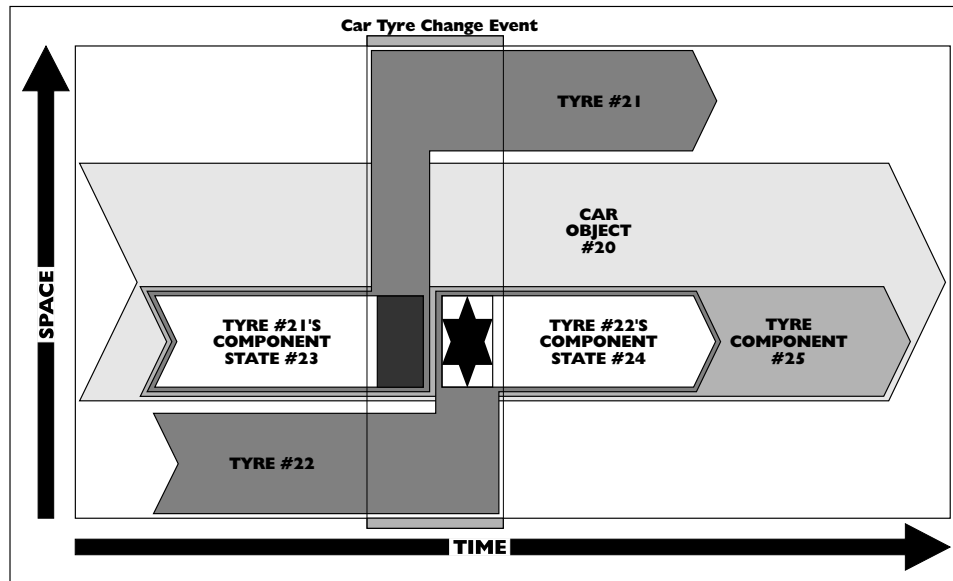 Car Tyre Change Event
TYRE #21
CAR
OBJECT
#20
SPACE
TYRE #21'S
COMPONENT
STATE #23
TYRE #22'S
COMPONENT
STATE #24
TYRE
COMPONENT
#25
TYRE #22
TIME